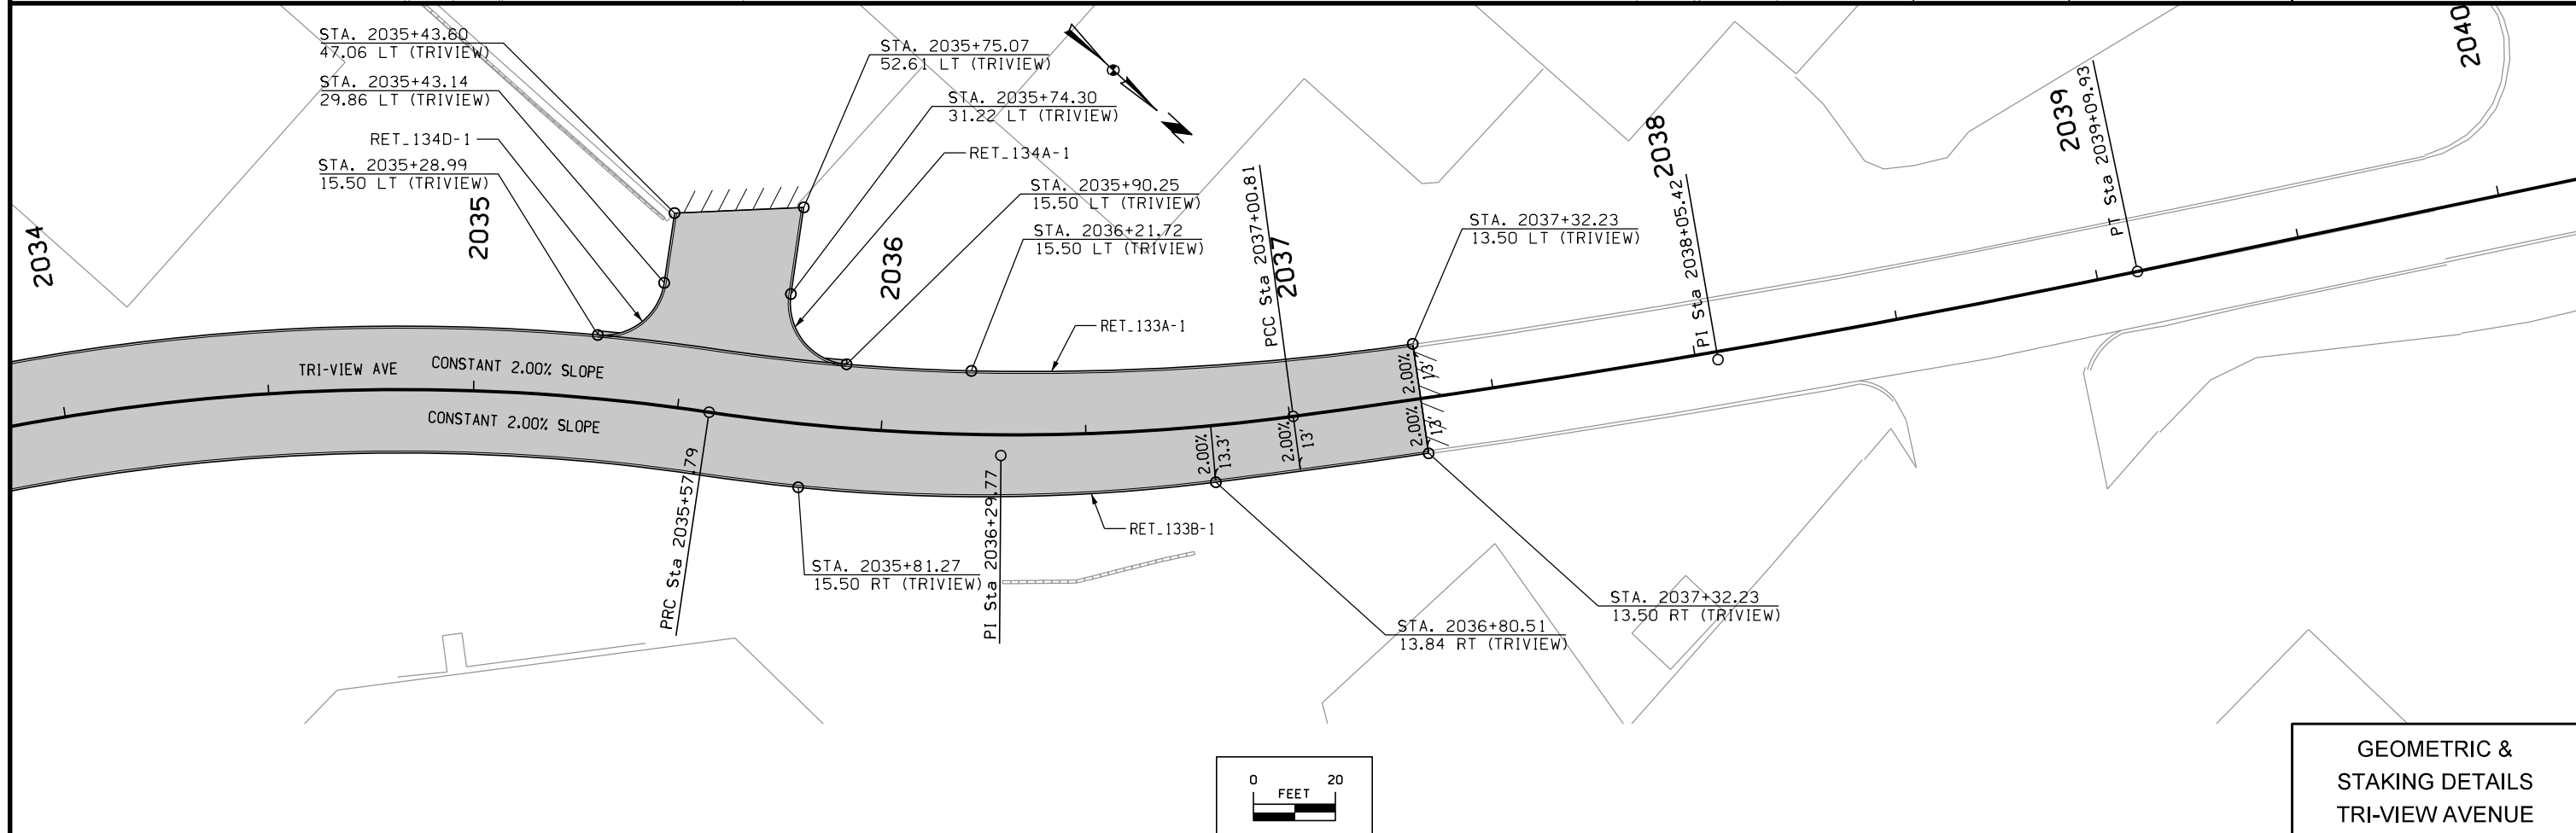 STA. 2035+43.60
47.06 LT (TRIVIEW)
STA. 2035+43.14
29.86 LT (TRIVIEW)
RET_134D-1
STA. 2035+28.99
15.50 LT (TRIVIEW)
STA. 2035+75.07
52.61 LT (TRIVIEW)
STA. 2035+74.30
31.22 LT (TRIVIEW)
RET_134A-1
STA. 2035+90.25
15.50 LT (TRIVIEW)
STA. 2036+21.72
15.50 LT (TRIVIEW)
RET_133A-1
STA. 2037+32.23
13.50 LT (TRIVIEW)
2034
2035
2036
2037
2038
2039
2040
PCC Sta 2037+00.81
PI Sta 2038+05.42
PT Sta 2039+09.93
TRI-VIEW AVE
CONSTANT 2.00% SLOPE
CONSTANT 2.00% SLOPE
2.00%
13'
2.00%
13'
2.00%
13'
2.00%
13.3'
PRC Sta 2035+57.79
PI Sta 2036+29.77
RET_133B-1
STA. 2035+81.27
15.50 RT (TRIVIEW)
STA. 2036+80.51
13.84 RT (TRIVIEW)
STA. 2037+32.23
13.50 RT (TRIVIEW)
0 20
FEET
GEOMETRIC &
STAKING DETAILS
TRI-VIEW AVENUE